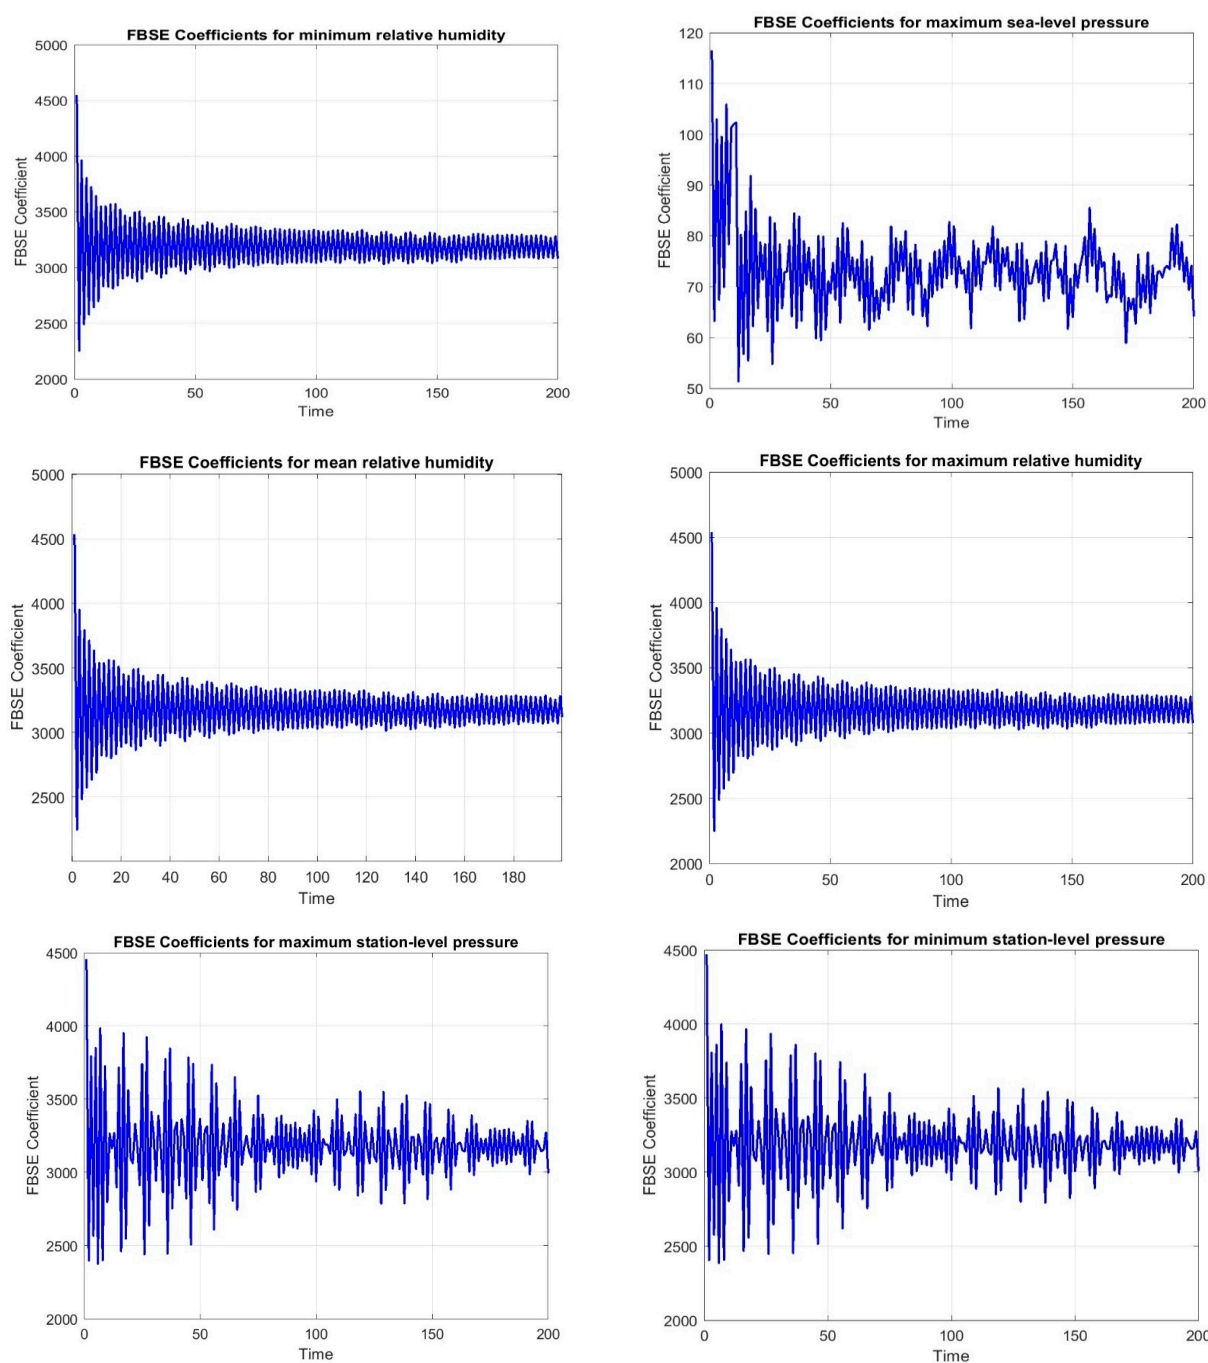 FBSE Coefficients for minimum relative humidity
5000
4500
4000
3500
3000
2500
2000
FBSE Coefficient
0 50 100 150 200
Time
FBSE Coefficients for maximum sea-level pressure
120
110
100
90
80
70
60
50
FBSE Coefficient
0 50 100 150 200
Time
FBSE Coefficients for mean relative humidity
5000
4500
4000
3500
3000
2500
FBSE Coefficient
0 20 40 60 80 100 120 140 160 180
Time
FBSE Coefficients for maximum relative humidity
5000
4500
4000
3500
3000
2500
2000
FBSE Coefficient
0 50 100 150 200
Time
FBSE Coefficients for maximum station-level pressure
4500
4000
3500
3000
2500
2000
FBSE Coefficient
0 50 100 150 200
Time
FBSE Coefficients for minimum station-level pressure
4500
4000
3500
3000
2500
2000
FBSE Coefficient
0 50 100 150 200
Time